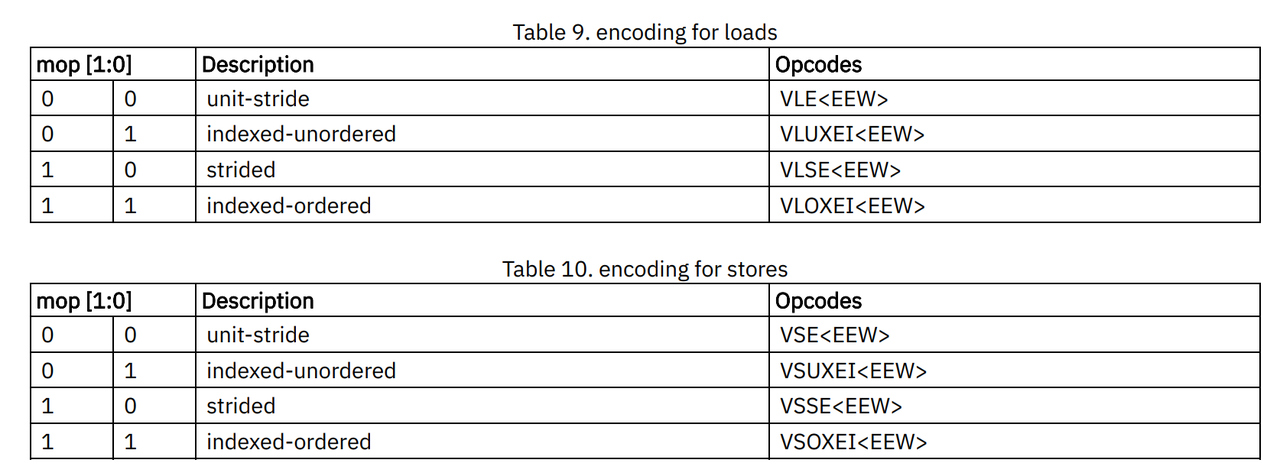 Table 9. encoding for loads
mop [1:0] Description Opcodes
0 0 unit-stride VLE<EEW>
0 1 indexed-unordered VLUXEI<EEW>
1 0 strided VLSE<EEW>
1 1 indexed-ordered VLOXEI<EEW>
Table 10. encoding for stores
mop [1:0] Description Opcodes
0 0 unit-stride VSE<EEW>
0 1 indexed-unordered VSUXEI<EEW>
1 0 strided VSSE<EEW>
1 1 indexed-ordered VSOXEI<EEW>